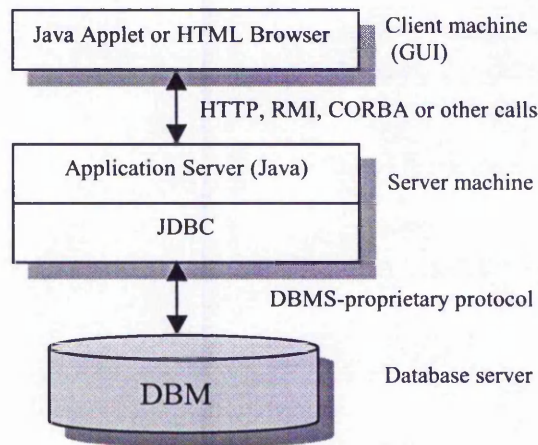 Java Applet or HTML Browser
Client machine
(GUI)
HTTP, RMI, CORBA or other calls
Application Server (Java)
Server machine
JDBC
DBMS-proprietary protocol
Database server
DBM